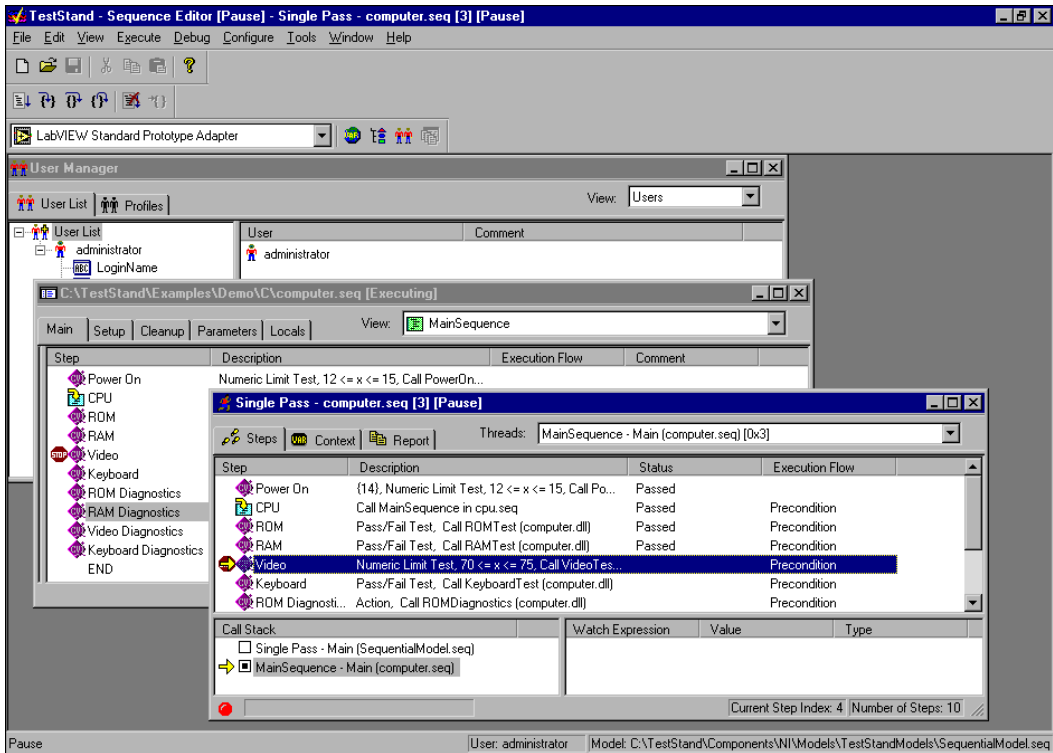 TestStand - Sequence Editor [Pause] - Single Pass - computer.seq [3] [Pause]
File Edit View Execute Debug Configure Tools Window Help
LabVIEW Standard Prototype Adapter
User Manager
User List Profiles View: Users
User List User Comment
administrator administrator
ABC LoginName
C:\TestStand\Examples\Demo\C\computer.seq [Executing]
Main Setup Cleanup Parameters Locals View: MainSequence
Step Description Execution Flow Comment
Power On Numeric Limit Test, 12 <= x <= 15, Call PowerOn...
CPU
ROM
RAM
STOP Video
Keyboard
ROM Diagnostics
RAM Diagnostics
Video Diagnostics
Keyboard Diagnostics
END
Single Pass - computer.seq [3] [Pause]
Steps VAR Context Report Threads: MainSequence - Main (computer.seq) [0x3]
Step Description Status Execution Flow
Power On {14}, Numeric Limit Test, 12 <= x <= 15, Call Po... Passed
CPU Call MainSequence in cpu.seq Passed Precondition
ROM Pass/Fail Test, Call ROMTest (computer.dll) Passed Precondition
RAM Pass/Fail Test, Call RAMTest (computer.dll) Passed Precondition
Video Numeric Limit Test, 70 <= x <= 75, Call VideoTes... Precondition
Keyboard Pass/Fail Test, Call KeyboardTest (computer.dll) Precondition
ROM Diagnosti... Action, Call ROMDiagnostics (computer.dll) Precondition
Call Stack Watch Expression Value Type
Single Pass - Main (SequentialModel.seq)
MainSequence - Main (computer.seq)
Current Step Index: 4 Number of Steps: 10
Pause User: administrator Model: C:\TestStand\Components\NI\Models\TestStandModels\SequentialModel.seq